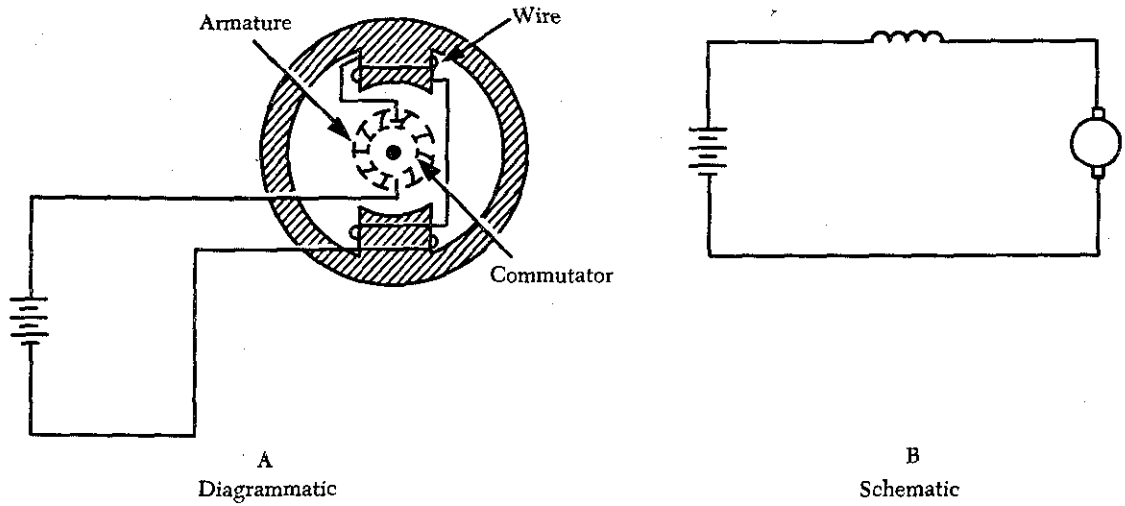 Armature
Wire
Commutator
A
Diagrammatic
B
Schematic